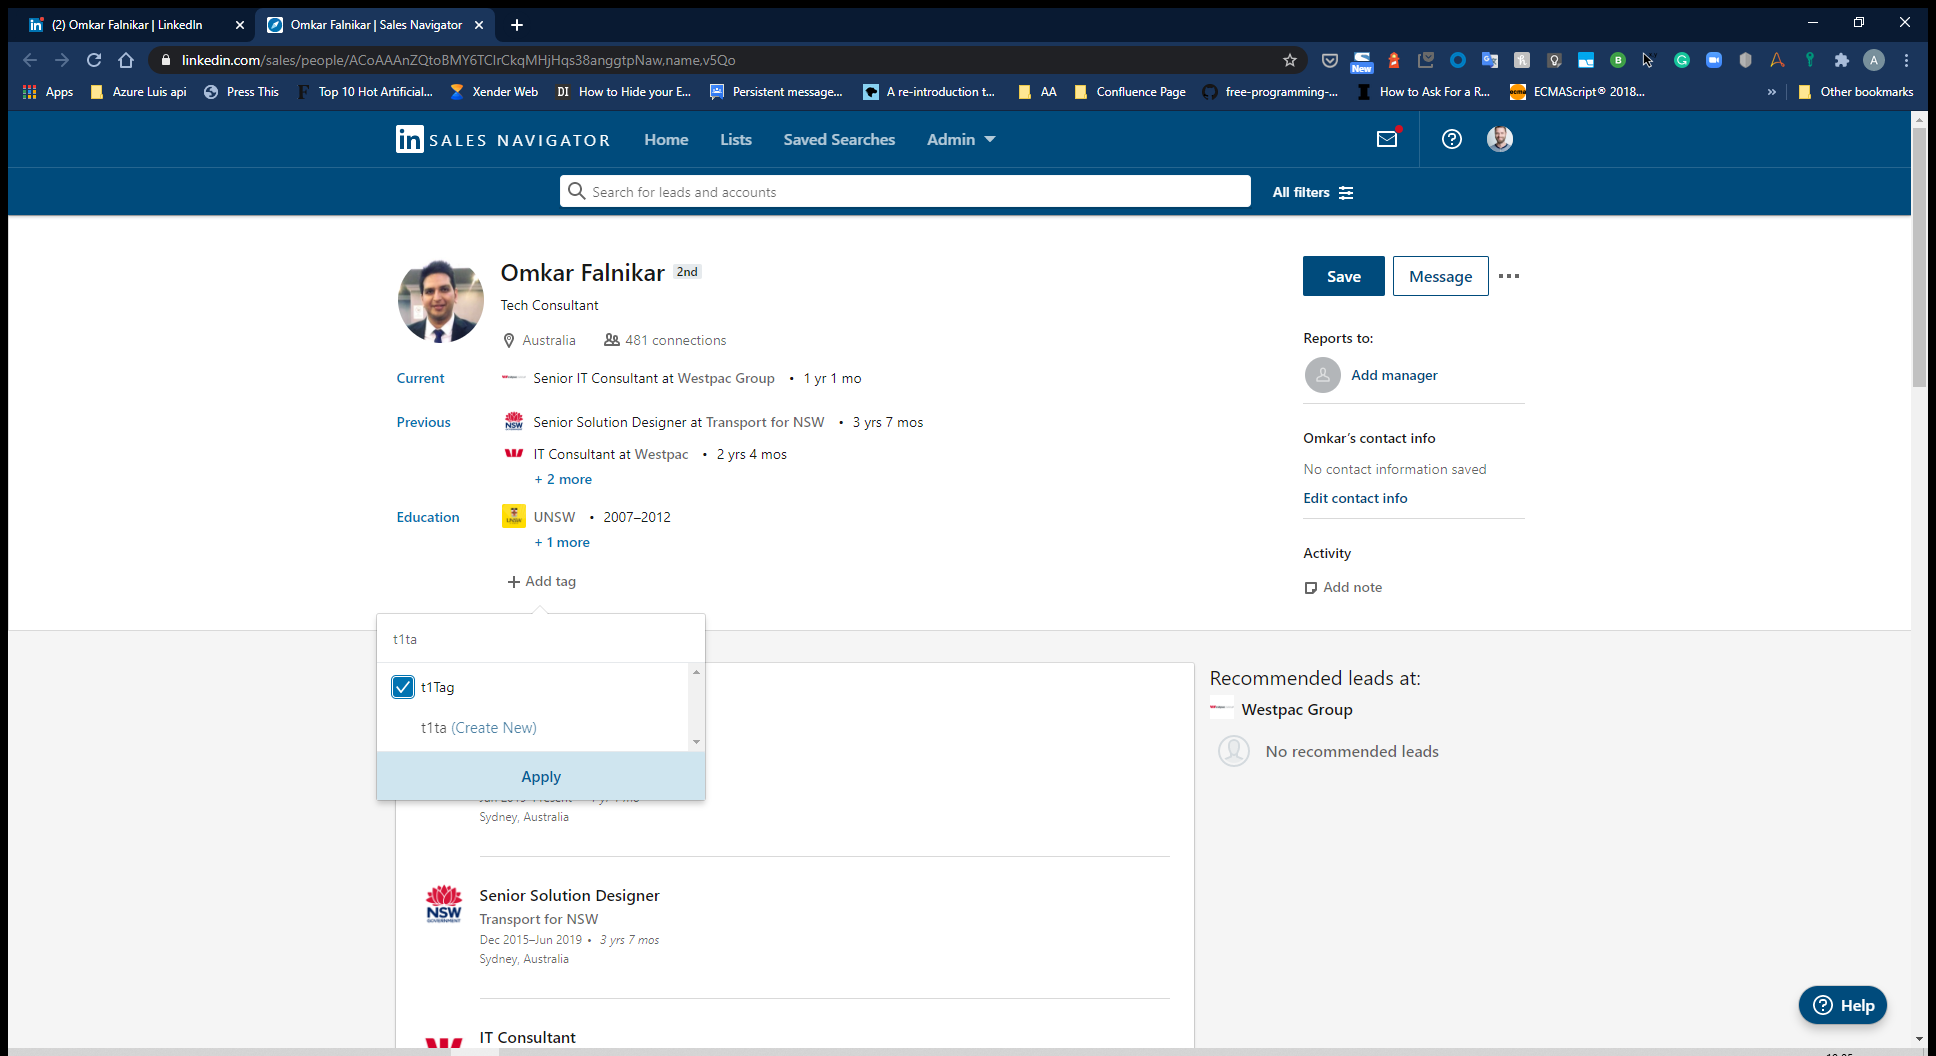 (2) Omkar Falnikar | LinkedIn
Omkar Falnikar | Sales Navigator
linkedin.com/sales/people/ACoAAAnZQtoBMY6TCIrCkqMHjHqs38anggtpNaw,name,v5Qo
New
Apps
Azure Luis api
Press This
Top 10 Hot Artificial...
Xender Web
DI How to Hide your E...
Persistent message...
A re-introduction t...
AA
Confluence Page
free-programming-...
How to Ask For a R...
ECMAScript® 2018...
»
Other bookmarks
in SALES NAVIGATOR
Home
Lists
Saved Searches
Admin
Search for leads and accounts
All filters
Omkar Falnikar 2nd
Tech Consultant
Australia
481 connections
Current
Senior IT Consultant at Westpac Group • 1 yr 1 mo
Previous
Senior Solution Designer at Transport for NSW • 3 yrs 7 mos
IT Consultant at Westpac • 2 yrs 4 mos
+ 2 more
Education
UNSW • 2007–2012
+ 1 more
Add tag
t1ta
t1Tag
t1ta (Create New)
Apply
Sydney, Australia
NSW
GOVERNMENT
Senior Solution Designer
Transport for NSW
Dec 2015–Jun 2019 • 3 yrs 7 mos
Sydney, Australia
IT Consultant
Save
Message
Reports to:
Add manager
Omkar’s contact info
No contact information saved
Edit contact info
Activity
Add note
Recommended leads at:
Westpac Group
No recommended leads
Help